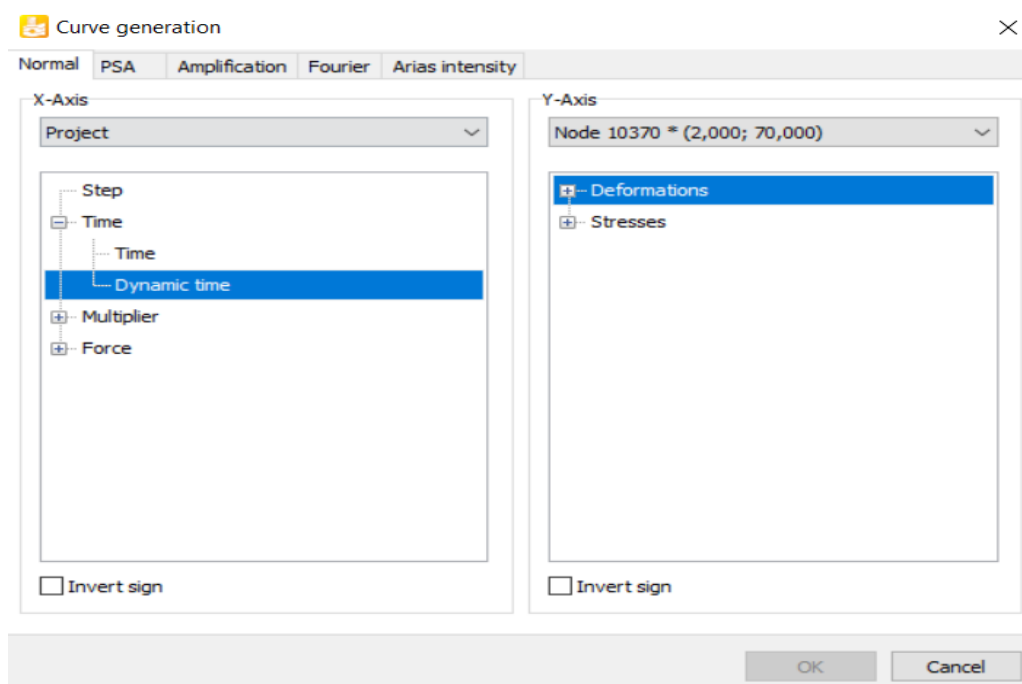 Curve generation
Normal PSA Amplification Fourier Arias intensity
X-Axis
Project
Step
Time
Time
Dynamic time
Multiplier
Force
Invert sign
Y-Axis
Node 10370 * (2,000; 70,000)
Deformations
Stresses
Invert sign
OK Cancel